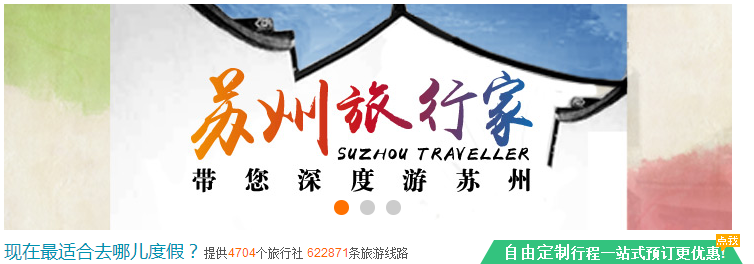 苏州旅行家
SUZHOU TRAVELLER
带您深度游苏州
现在最适合去哪儿度假？提供4704个旅行社 622871条旅游线路
点我
自由定制行程一站式预订更优惠!